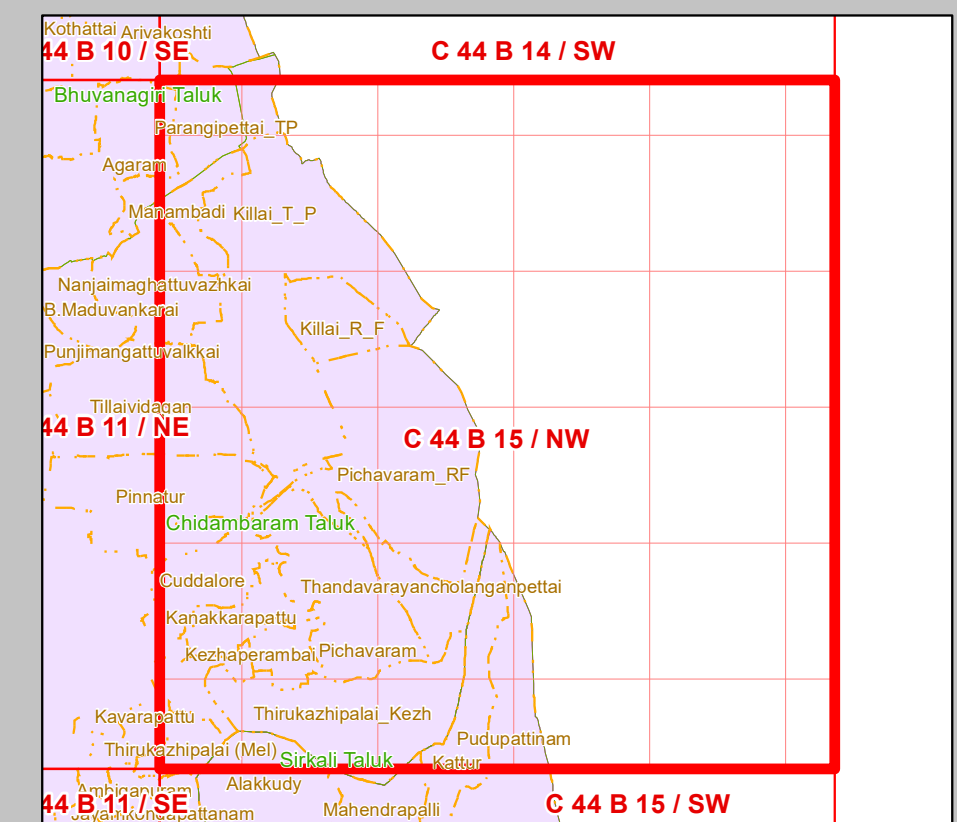 Kothattai Arivakoshti
44 B 10 / SE
C 44 B 14 / SW
Bhuvanagiri Taluk
Parangipettai_TP
Agaram
Manambadi Killai_T_P
Nanjaimaghattuvazhkai
B.Maduvankarai
Killai_R_F
Punjimangattuvalkkai
Tillaividagan
44 B 11 / NE
C 44 B 15 / NW
Pichavaram_RF
Pinnatur
Chidambaram Taluk
Cuddalore
Thandavarayancholanganpettai
Kanakkarapattu
Kezhaperambai Pichavaram
Kavarapattu
Thirukazhipalai_Kezh
Pudupattinam
Thirukazhipalai (Mel)
Sirkali Taluk
Kattur
Alakkudy
Ambigapuram
44 B 11 / SE
C 44 B 15 / SW
Jayamkondapattanam
Mahendrapalli